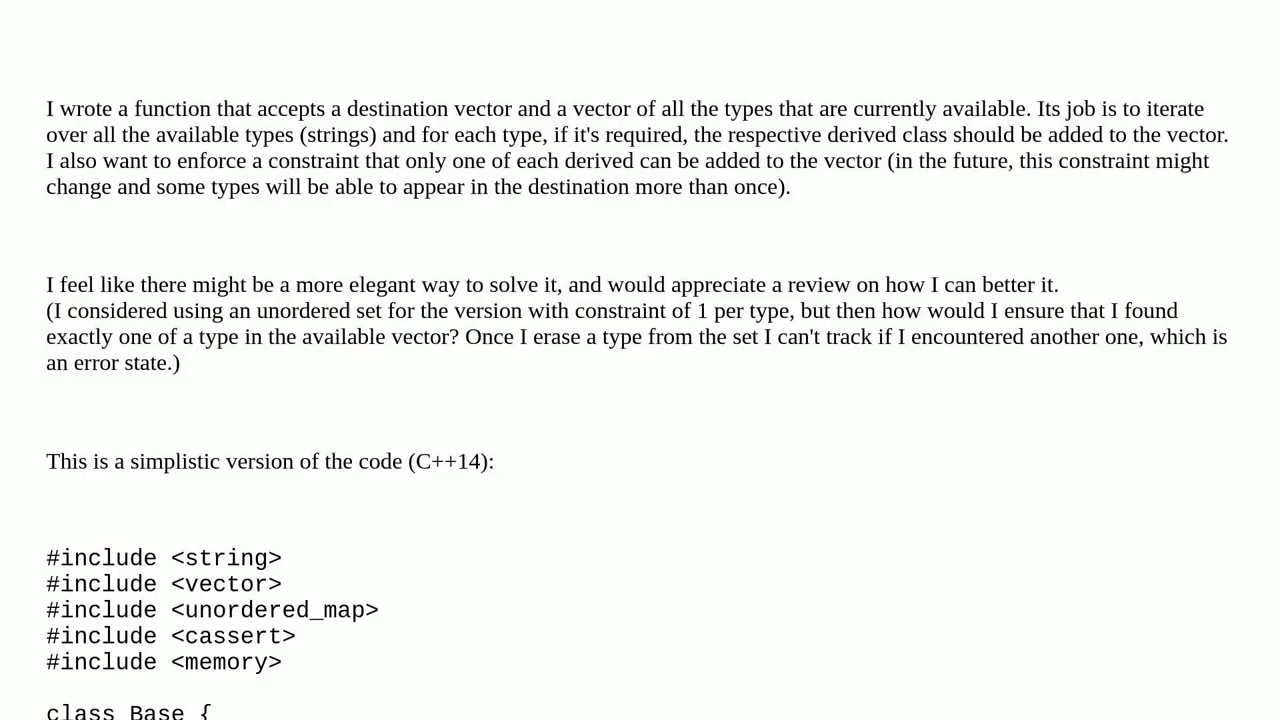 I wrote a function that accepts a destination vector and a vector of all the types that are currently available. Its job is to iterate
over all the available types (strings) and for each type, if it's required, the respective derived class should be added to the vector.
I also want to enforce a constraint that only one of each derived can be added to the vector (in the future, this constraint might
change and some types will be able to appear in the destination more than once).
I feel like there might be a more elegant way to solve it, and would appreciate a review on how I can better it.
(I considered using an unordered set for the version with constraint of 1 per type, but then how would I ensure that I found
exactly one of a type in the available vector? Once I erase a type from the set I can't track if I encountered another one, which is
an error state.)
This is a simplistic version of the code (C++14):
#include <string>
#include <vector>
#include <unordered_map>
#include <cassert>
#include <memory>
class Base {